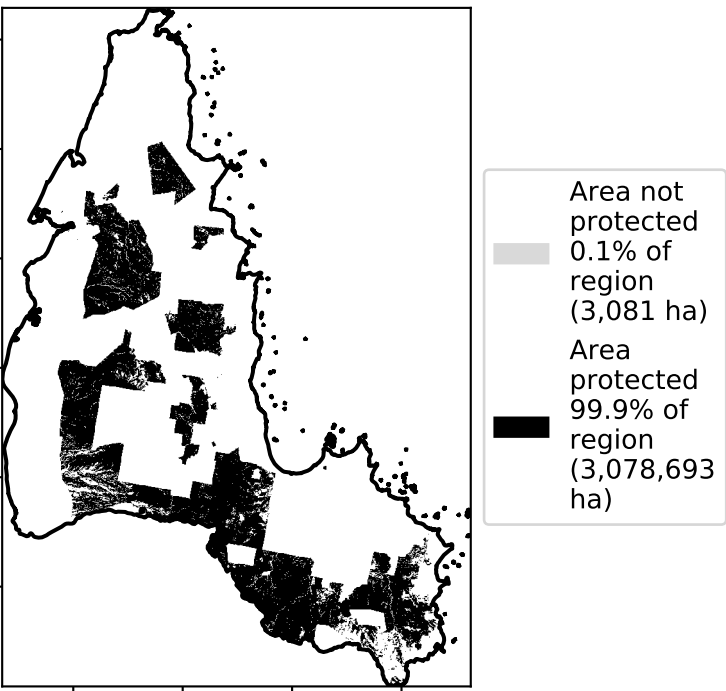 Area not
protected
0.1% of
region
(3,081 ha)
Area
protected
99.9% of
region
(3,078,693
ha)